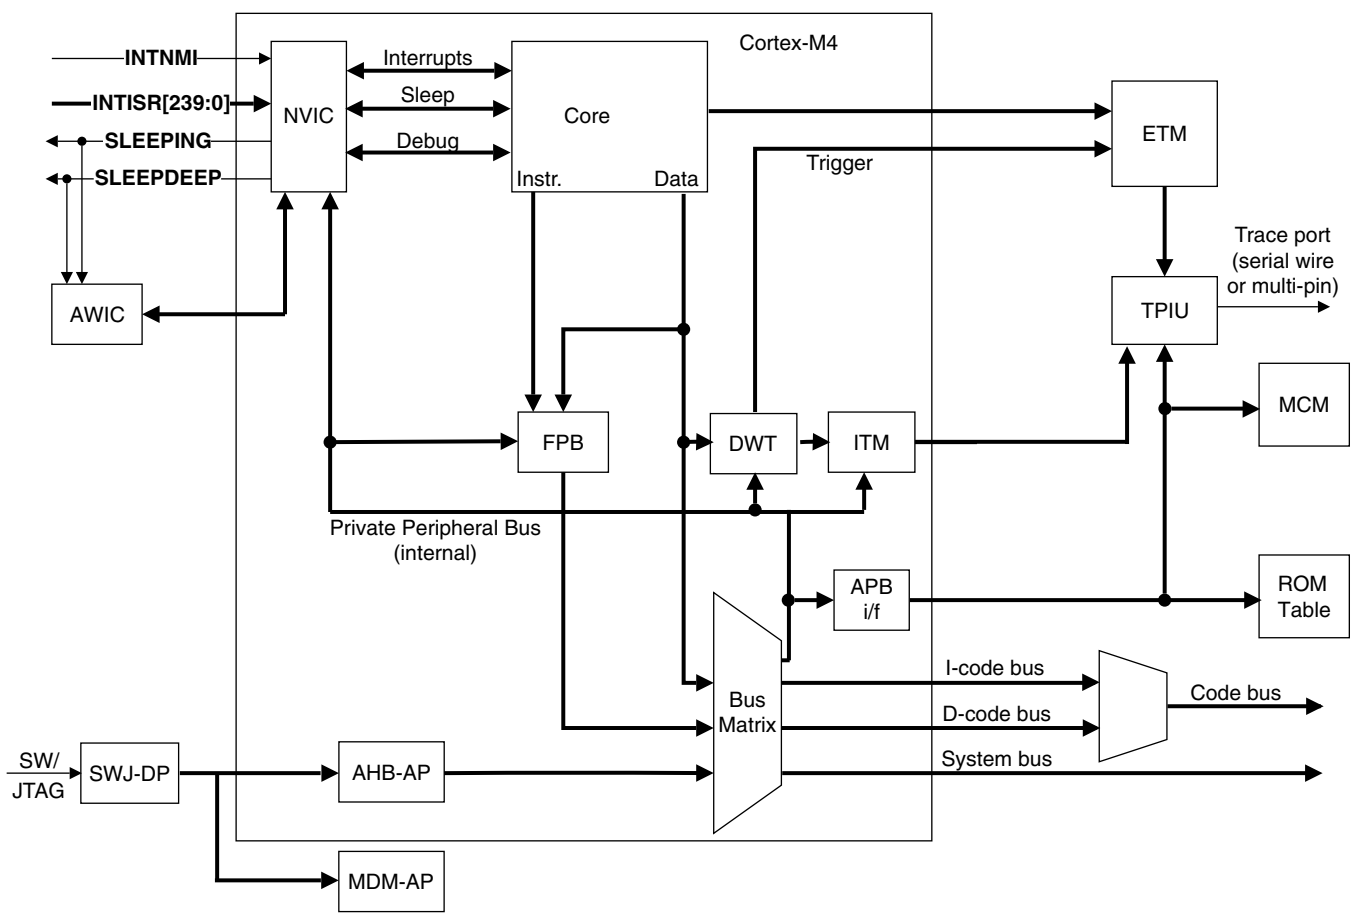 Cortex-M4
INTNMI
INTISR[239:0]
SLEEPING
SLEEPDEEP
NVIC
Interrupts
Sleep
Debug
Core
Instr.
Data
ETM
Trigger
Trace port
(serial wire
or multi-pin)
AWIC
TPIU
MCM
FPB
DWT
ITM
Private Peripheral Bus
(internal)
APB
i/f
ROM
Table
Bus
Matrix
I-code bus
D-code bus
Code bus
System bus
SW/
JTAG
SWJ-DP
AHB-AP
MDM-AP